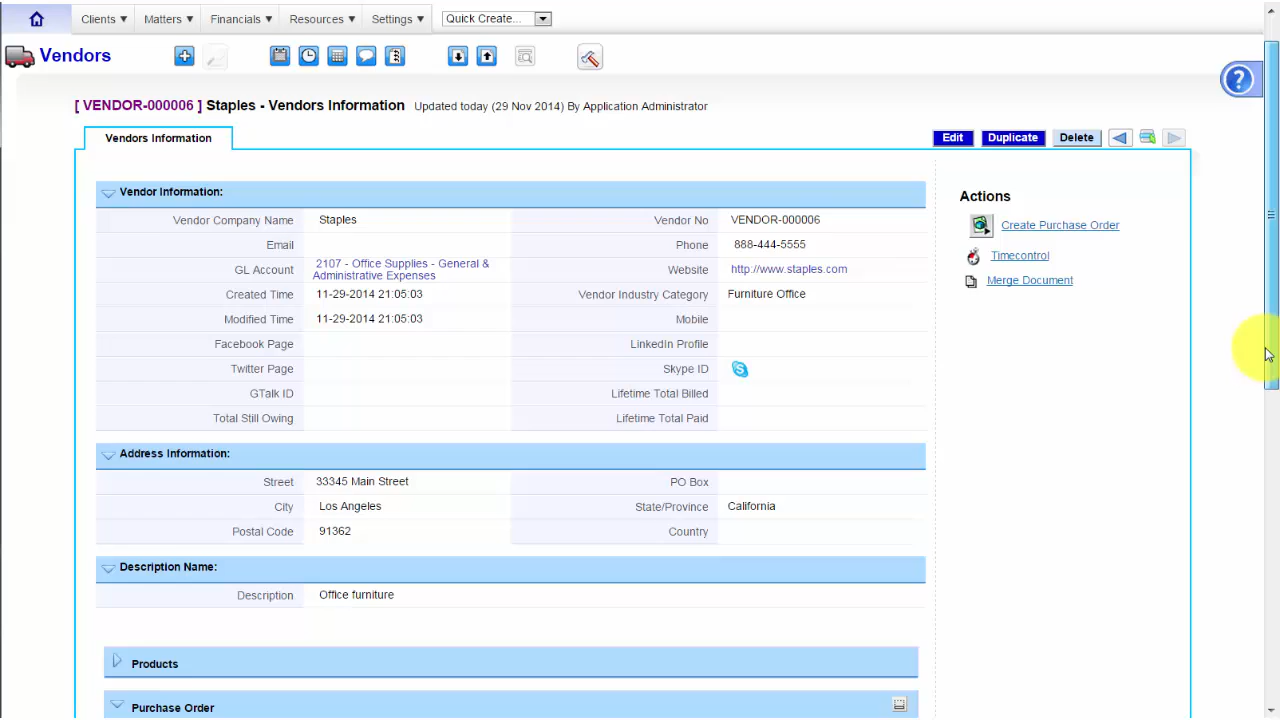 Clients ▾ Matters ▾ Financials ▾ Resources ▾ Settings ▾ Quick Create...
Vendors
[ VENDOR-000006 ] Staples - Vendors Information Updated today (29 Nov 2014) By Application Administrator
Vendors Information Edit Duplicate Delete
Vendor Information:
Vendor Company Name Staples Vendor No VENDOR-000006
Email Phone 888-444-5555
GL Account 2107 - Office Supplies - General &
Administrative Expenses Website http://www.staples.com
Created Time 11-29-2014 21:05:03 Vendor Industry Category Furniture Office
Modified Time 11-29-2014 21:05:03 Mobile
Facebook Page LinkedIn Profile
Twitter Page Skype ID
GTalk ID Lifetime Total Billed
Total Still Owing Lifetime Total Paid
Address Information:
Street 33345 Main Street PO Box
City Los Angeles State/Province California
Postal Code 91362 Country
Description Name:
Description Office furniture
Products
Purchase Order
Actions
Create Purchase Order
Timecontrol
Merge Document